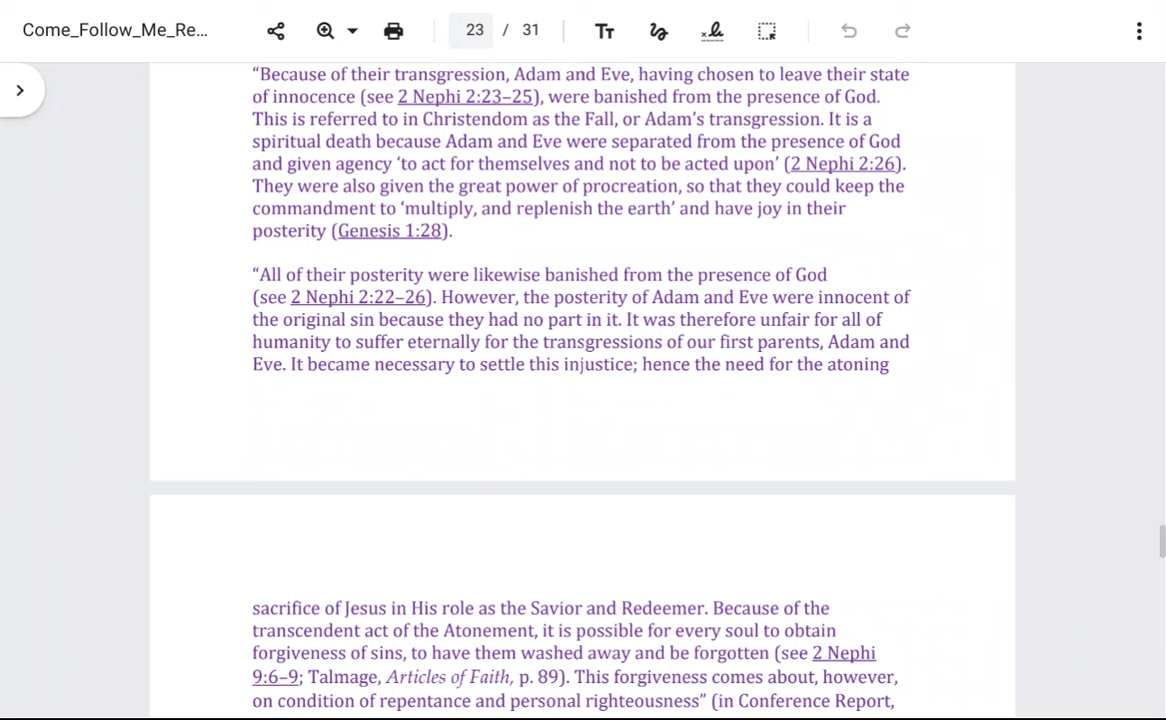 Come_Follow_Me_Re...
23 / 31
“Because of their transgression, Adam and Eve, having chosen to leave their state
of innocence (see 2 Nephi 2:23–25), were banished from the presence of God.
This is referred to in Christendom as the Fall, or Adam’s transgression. It is a
spiritual death because Adam and Eve were separated from the presence of God
and given agency ‘to act for themselves and not to be acted upon’ (2 Nephi 2:26).
They were also given the great power of procreation, so that they could keep the
commandment to ‘multiply, and replenish the earth’ and have joy in their
posterity (Genesis 1:28).
“All of their posterity were likewise banished from the presence of God
(see 2 Nephi 2:22–26). However, the posterity of Adam and Eve were innocent of
the original sin because they had no part in it. It was therefore unfair for all of
humanity to suffer eternally for the transgressions of our first parents, Adam and
Eve. It became necessary to settle this injustice; hence the need for the atoning
sacrifice of Jesus in His role as the Savior and Redeemer. Because of the
transcendent act of the Atonement, it is possible for every soul to obtain
forgiveness of sins, to have them washed away and be forgotten (see 2 Nephi
9:6–9; Talmage, Articles of Faith, p. 89). This forgiveness comes about, however,
on condition of repentance and personal righteousness” (in Conference Report,